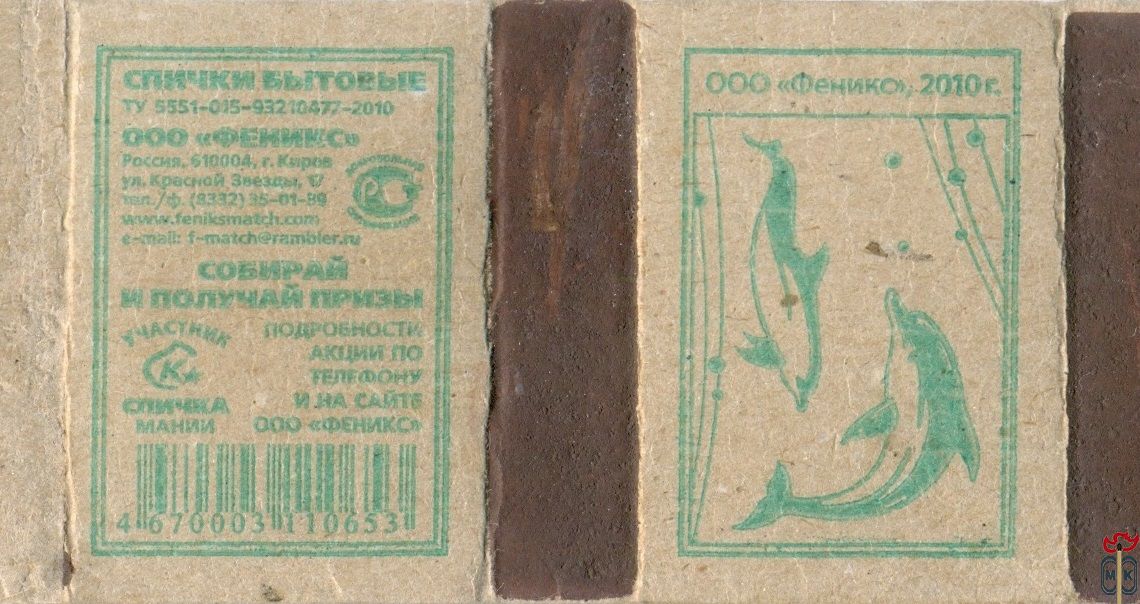 СПИЧКИ БЫТОВЫЕ
ТУ 5551-015-93210477-2010
ООО «ФЕНИКС»
Россия, 610004, г. Киров
ул. Красной Звезды, 17
тел./ф. (8332) 35-01-89
www.feniksmatch.com
e-mail: f-match@rambler.ru
СОБИРАЙ
И ПОЛУЧАЙ ПРИЗЫ
УЧАСТНИК
СПИЧКА
МАНИИ
ПОДРОБНОСТИ
АКЦИИ ПО
ТЕЛЕФОНУ
И НА САЙТЕ
ООО «ФЕНИКС»
4 670003 110653
ООО «Феникс», 2010 г.
МК